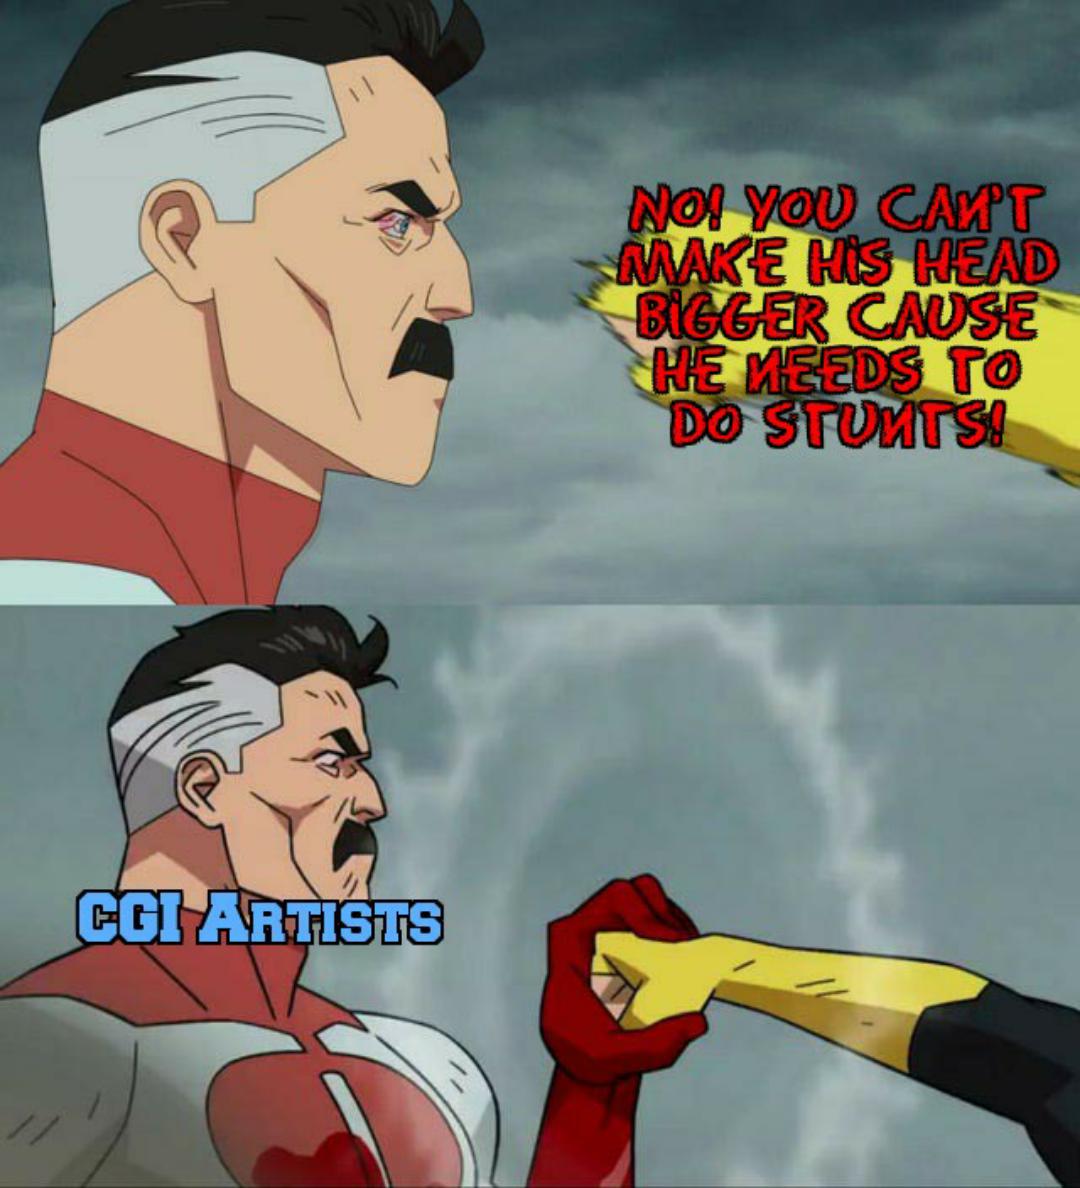 NO! YOU CAN'T
MAKE HIS HEAD
BIGGER CAUSE
HE NEEDS TO
DO STUNTS!
CGI ARTISTS